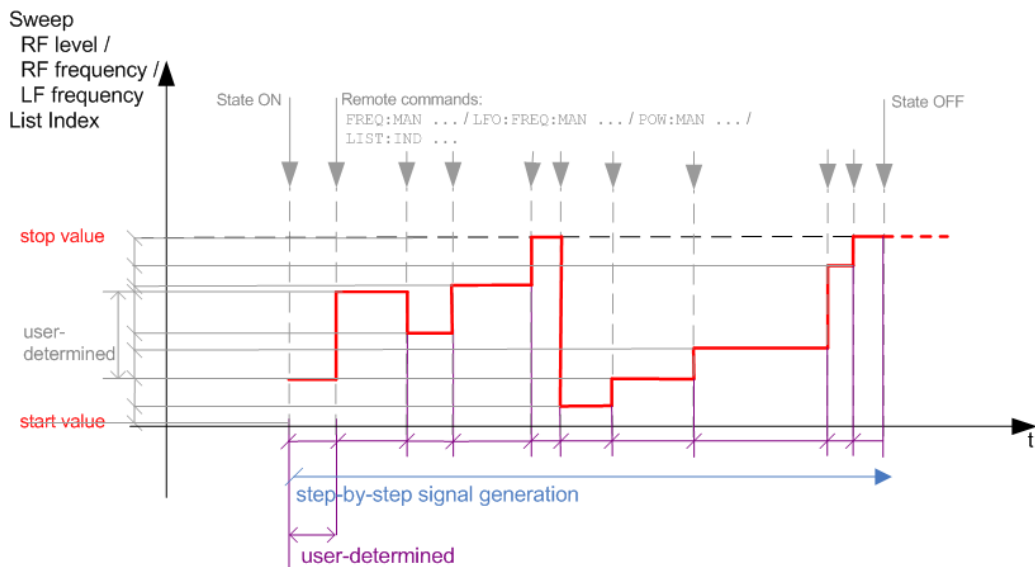 Sweep
RF level /
RF frequency /
LF frequency
List Index
State ON
Remote commands:
FREQ:MAN ... / LFO:FREQ:MAN ... / POW:MAN ... /
LIST:IND ...
State OFF
stop value
user-
determined
start value
t
step-by-step signal generation
user-determined